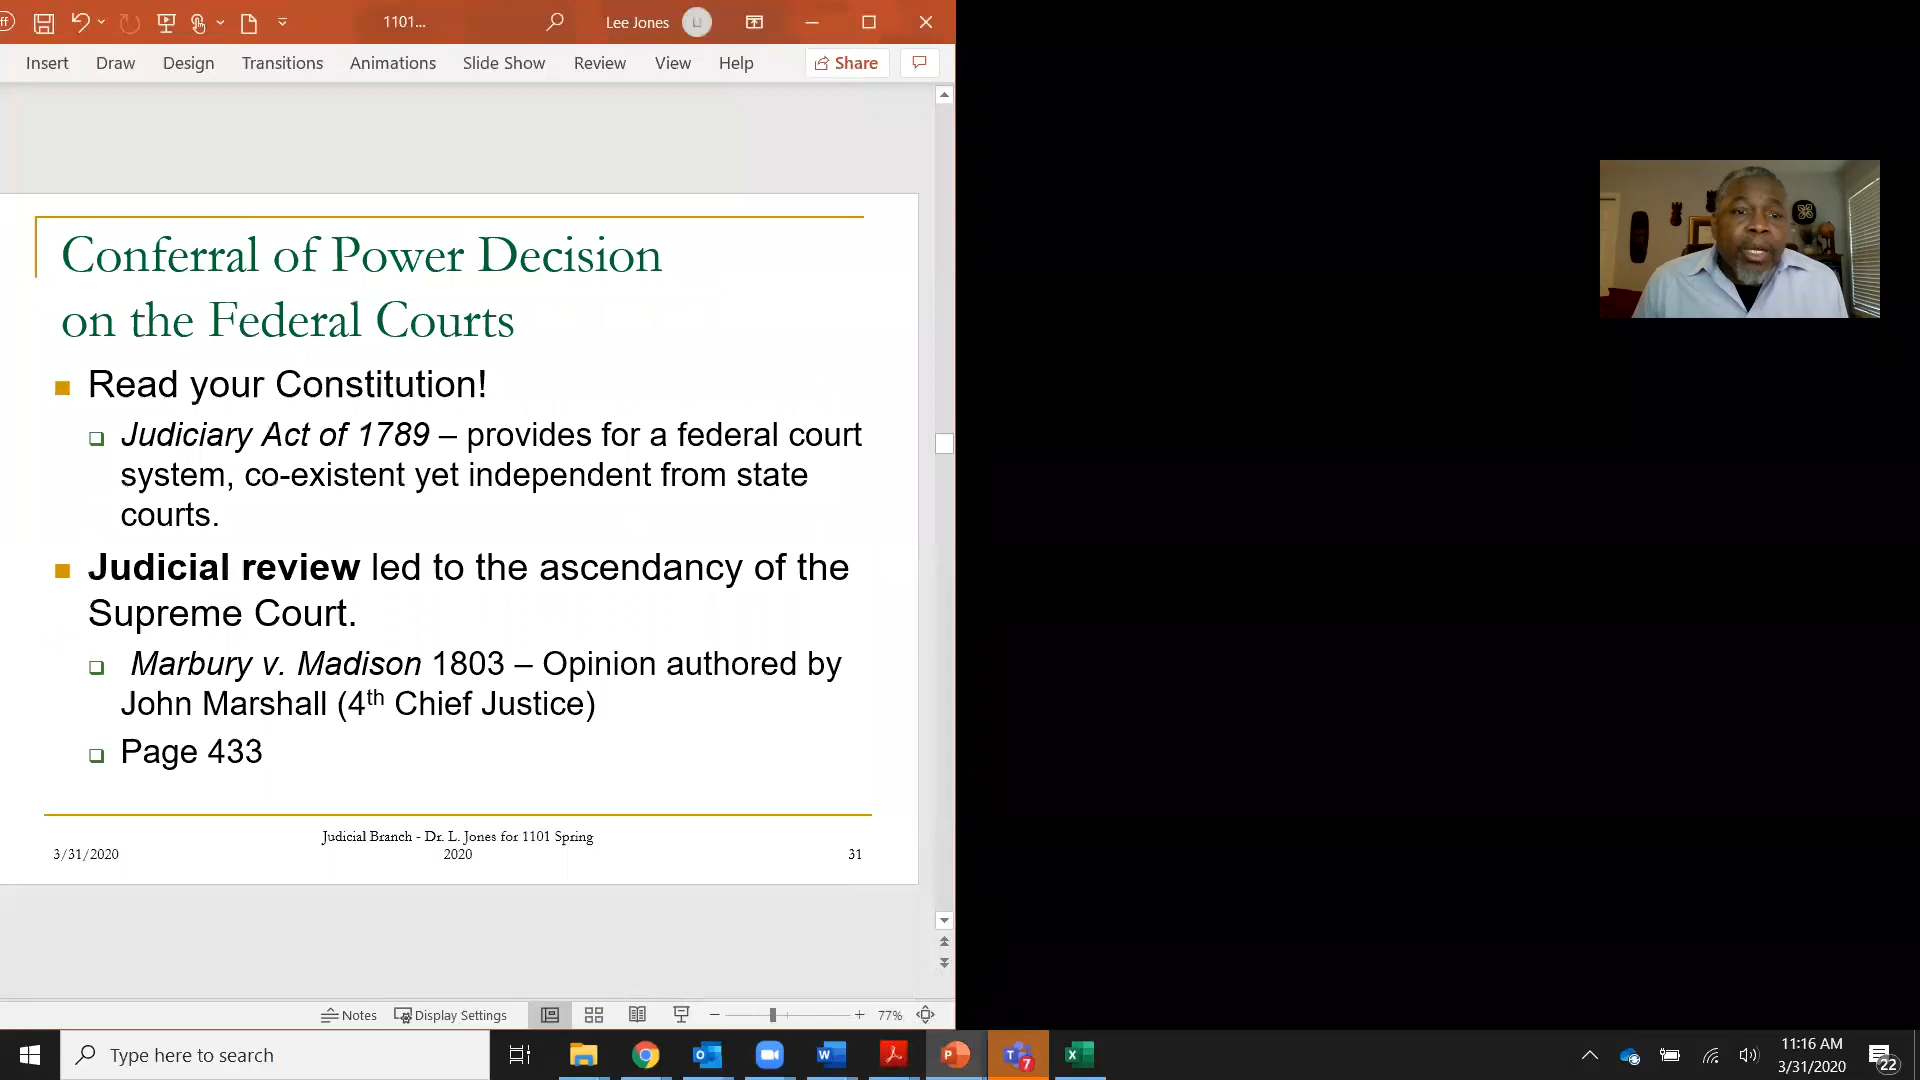 ff
1101...
Lee Jones
LJ
Insert
Draw
Design
Transitions
Animations
Slide Show
Review
View
Help
Share
Conferral of Power Decision
on the Federal Courts
Read your Constitution!
Judiciary Act of 1789 – provides for a federal court
system, co-existent yet independent from state
courts.
Judicial review led to the ascendancy of the
Supreme Court.
Marbury v. Madison 1803 – Opinion authored by
John Marshall (4th Chief Justice)
Page 433
Judicial Branch - Dr. L. Jones for 1101 Spring
2020
3/31/2020
31
Notes
Display Settings
77%
Type here to search
7
11:16 AM
3/31/2020
22